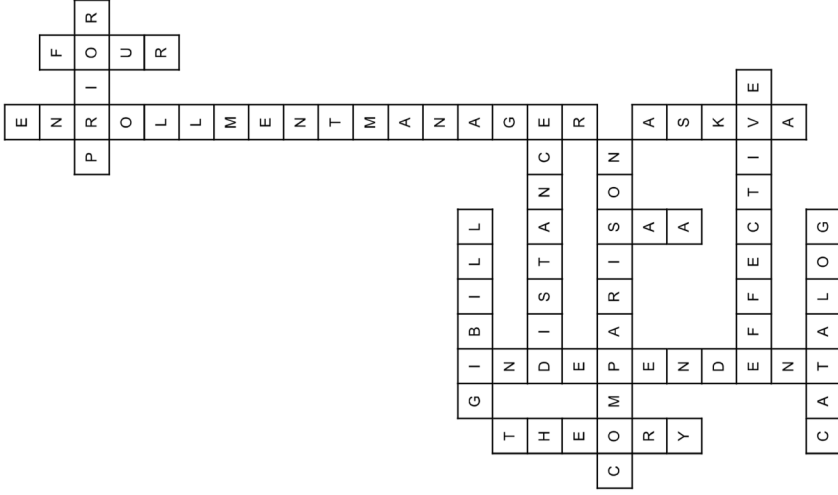 ENROLLMENTMANAGER
FOUR
PRIOR
GIBILL
INDEPENDENT
THEORY
DISTANCE
COMPARISON
SAA
ASKVA
EFFECTIVE
CATALOG